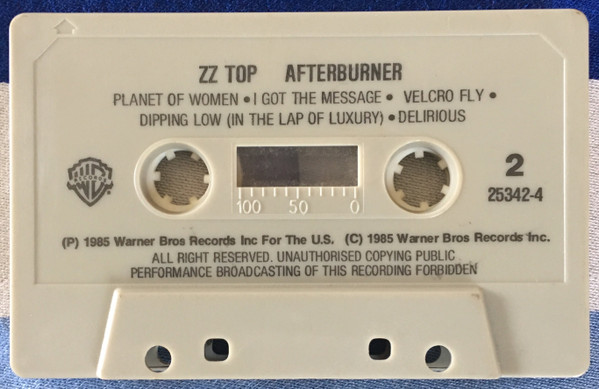 ZZ TOP AFTERBURNER
PLANET OF WOMEN • I GOT THE MESSAGE • VELCRO FLY •
DIPPING LOW (IN THE LAP OF LUXURY) • DELIRIOUS
2
25342-4
100 50 0
(P) 1985 Warner Bros Records Inc For The U.S. (C) 1985 Warner Bros Records Inc.
ALL RIGHT RESERVED. UNAUTHORISED COPYING PUBLIC
PERFORMANCE BROADCASTING OF THIS RECORDING FORBIDDEN